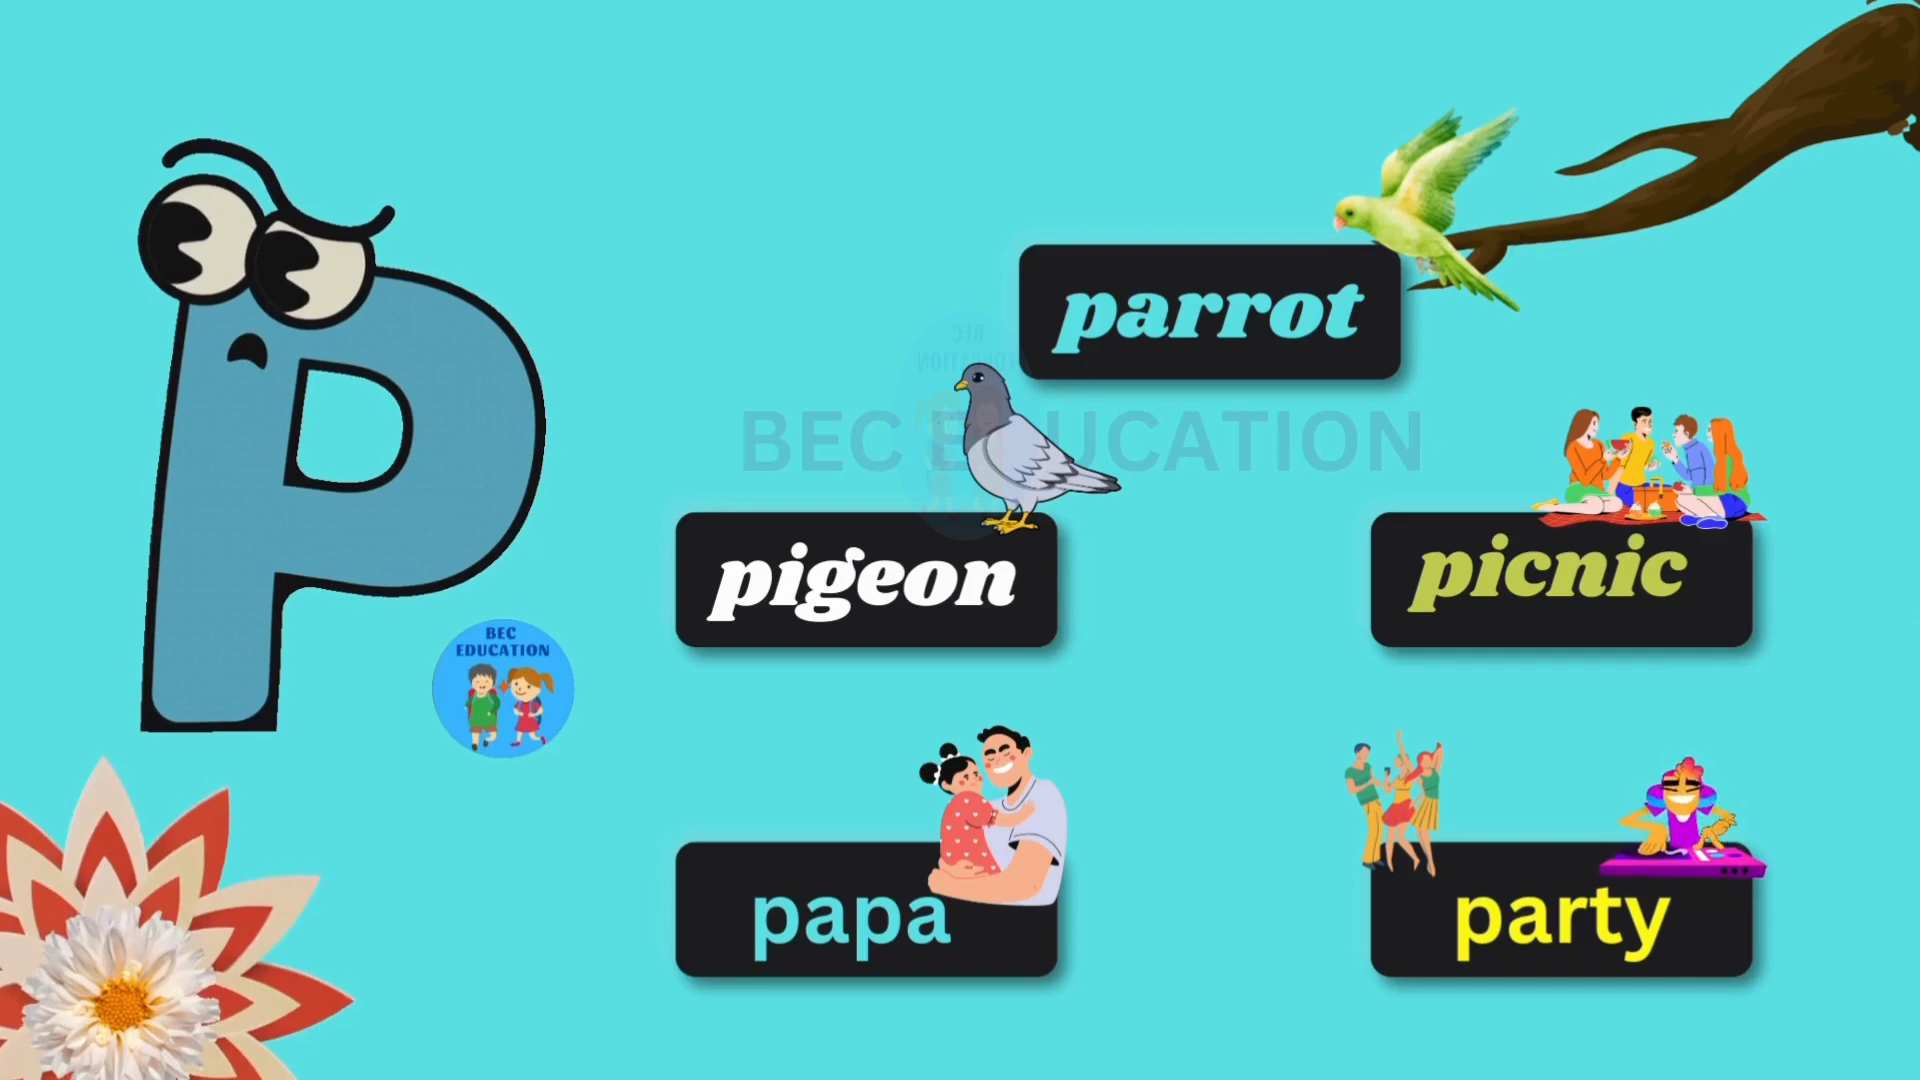 P
parrot
BEC EDUCATION
pigeon
picnic
BEC
EDUCATION
papa
party